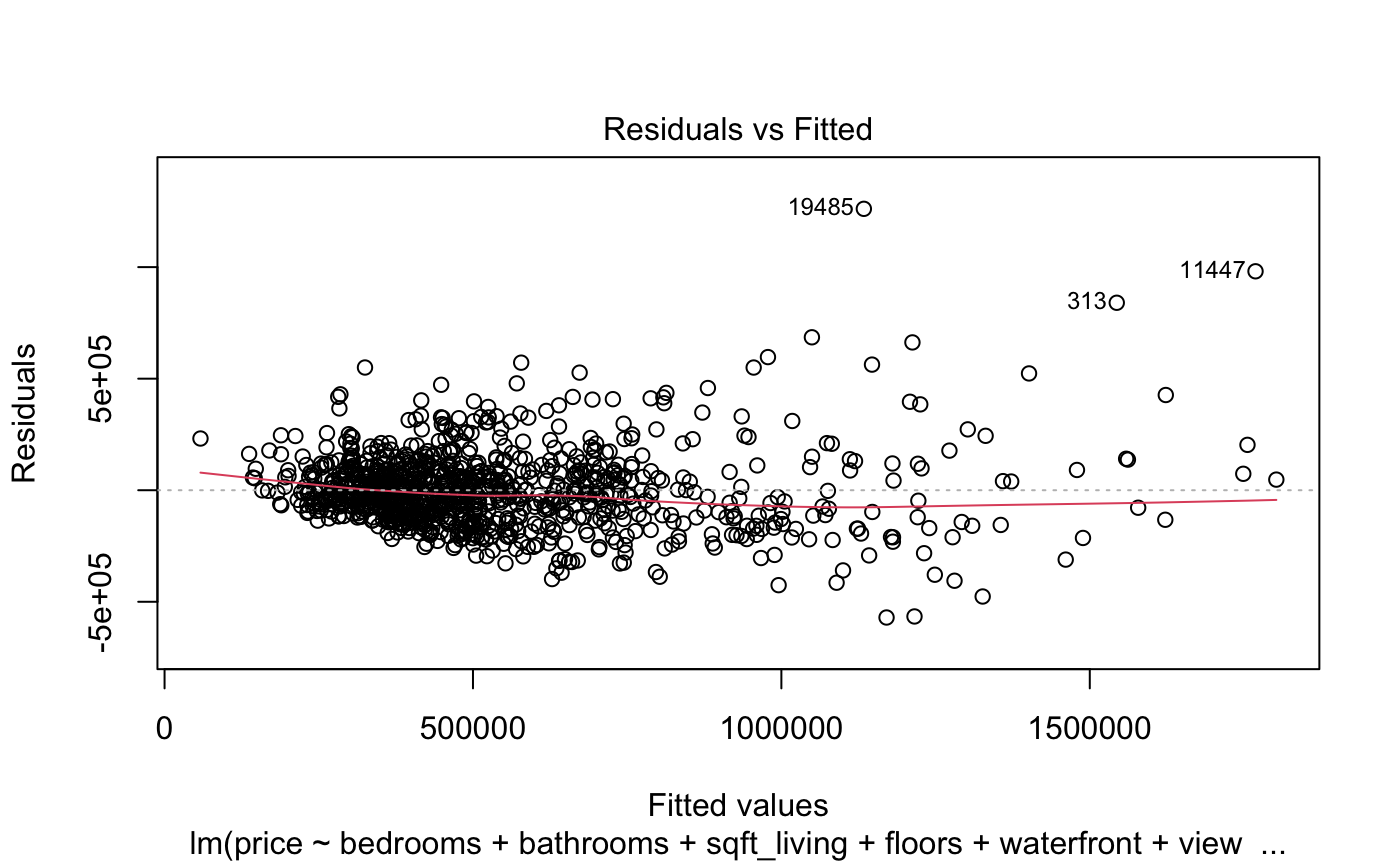 Residuals vs Fitted
19485
11447
313
Residuals
5e+05
-5e+05
0 500000 1000000 1500000
Fitted values
lm(price ~ bedrooms + bathrooms + sqft_living + floors + waterfront + view ...